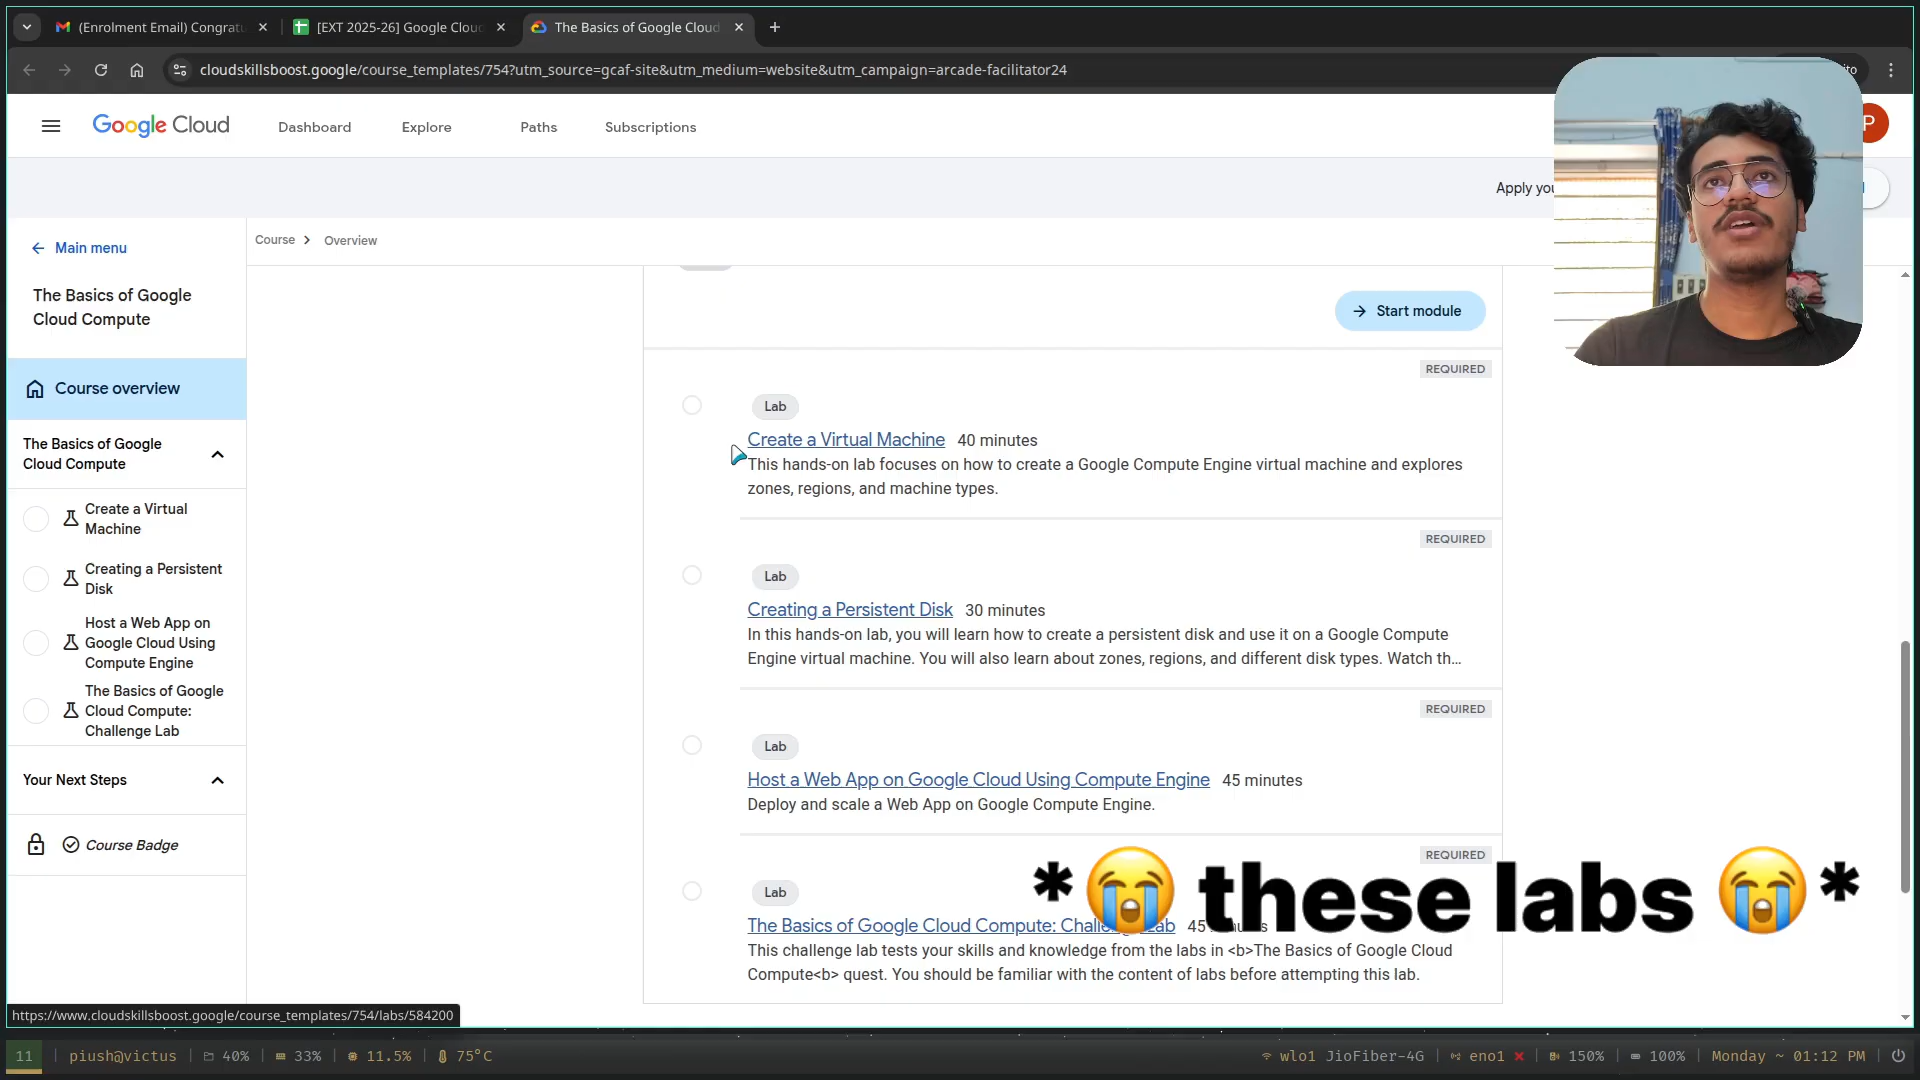 (Enrolment Email) Congratu
[EXT 2025-26] Google Cloud
The Basics of Google Cloud
cloudskillsboost.google/course_templates/754?utm_source=gcaf-site&utm_medium=website&utm_campaign=arcade-facilitator24
Google Cloud
Dashboard
Explore
Paths
Subscriptions
P
Apply you
Main menu
Course
Overview
The Basics of Google
Cloud Compute
Start module
Course overview
REQUIRED
Lab
Create a Virtual Machine 40 minutes
This hands-on lab focuses on how to create a Google Compute Engine virtual machine and explores
zones, regions, and machine types.
The Basics of Google
Cloud Compute
Create a Virtual
Machine
Creating a Persistent
Disk
Host a Web App on
Google Cloud Using
Compute Engine
The Basics of Google
Cloud Compute:
Challenge Lab
REQUIRED
Lab
Creating a Persistent Disk 30 minutes
In this hands-on lab, you will learn how to create a persistent disk and use it on a Google Compute
Engine virtual machine. You will also learn about zones, regions, and different disk types. Watch th...
REQUIRED
Lab
Host a Web App on Google Cloud Using Compute Engine 45 minutes
Deploy and scale a Web App on Google Compute Engine.
Your Next Steps
Course Badge
REQUIRED
Lab
The Basics of Google Cloud Compute:
This challenge lab tests your skills and knowledge from the labs in <b>The Basics of Google Cloud
Compute<b> quest. You should be familiar with the content of labs before attempting this lab.
*😭 these labs 😭*
https://www.cloudskillsboost.google/course_templates/754/labs/584200
11 | piush@victus | 40% | 33% | 11.5% | 75°C
wlo1 JioFiber-4G | eno1 × | 150% | 100% | Monday ~ 01:12 PM